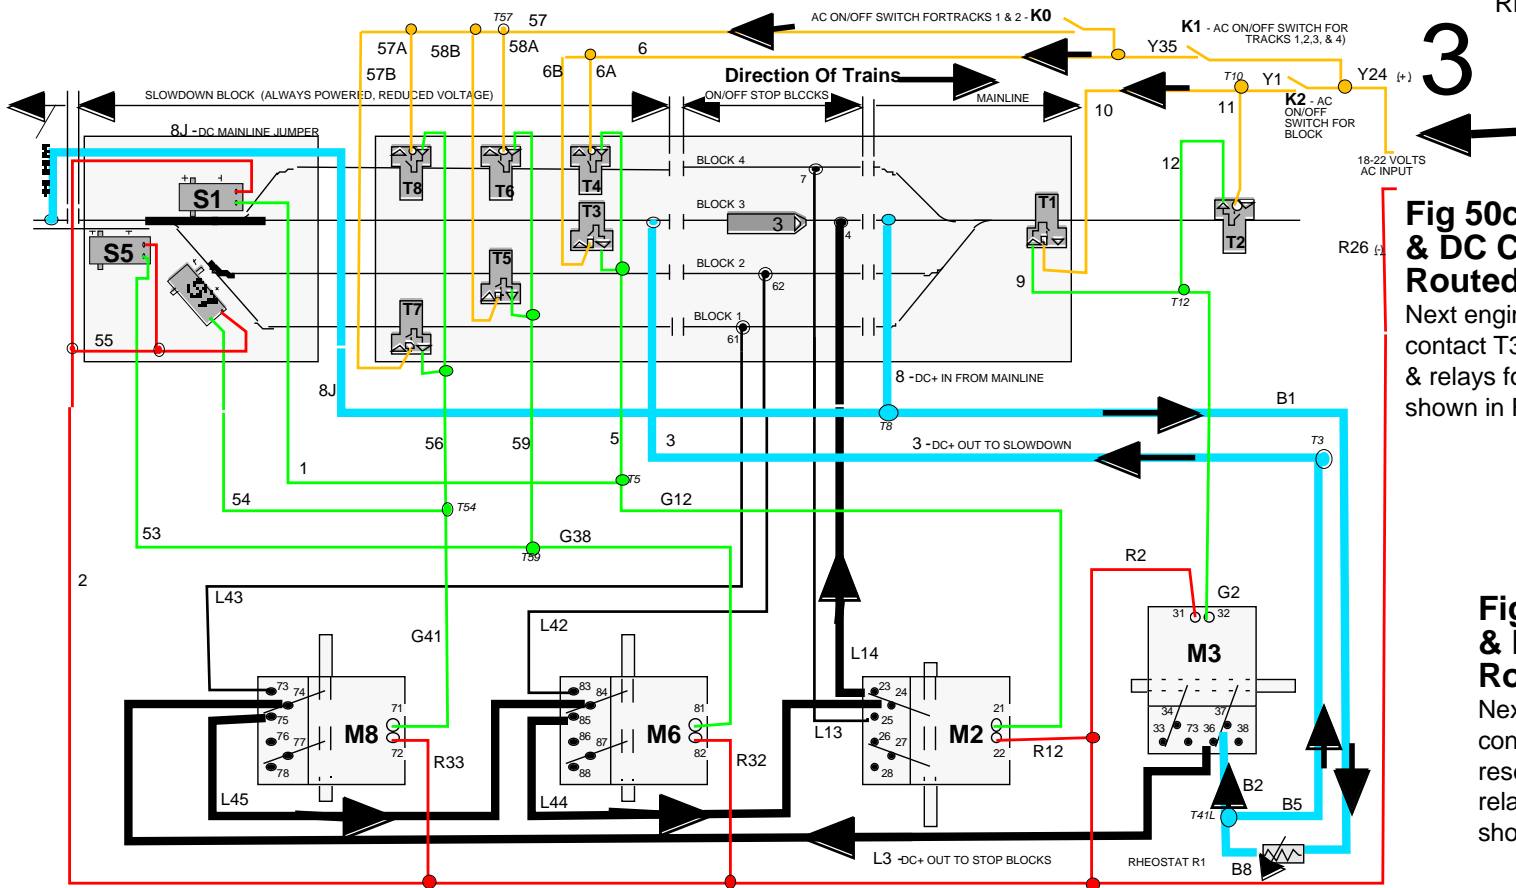 T57
57
AC ON/OFF SWITCH FORTRACKS 1 & 2 - K0
K1 - AC ON/OFF SWITCH FOR
TRACKS 1,2,3, & 4)
3
57A
58B
58A
6
Y35
57B
6B
6A
Direction Of Trains
T10
Y1
Y24 (+)
SLOWDOWN BLOCK (ALWAYS POWERED, REDUCED VOLTAGE)
ON/OFF STOP BLCCKS
MAINLINE
10
11
K2 - AC
ON/OFF
SWITCH FOR
BLOCK
8J - DC MAINLINE JUMPER
18-22 VOLTS
AC INPUT
BLOCK 4
7
12
T8
T6
T4
S1
BLOCK 3
3
4
T3
T1
T2
Fig 50c
& DC C
Routed
S5
R26 (-)
T5
BLOCK 2
62
9
T12
S7
T7
BLOCK 1
61
Next engin
contact T3
& relays fo
shown in F
55
8J
8 -DC+ IN FROM MAINLINE
B1
T8
56
59
5
3
3 -DC+ OUT TO SLOWDOWN
T3
1
T5
54
T54
G12
53
T59
G38
2
R2
L43
L42
G2
31
32
G41
L14
M3
Fig
& I
Ro
73
74
75
76
77
78
71
72
M8
83
84
85
86
87
88
81
82
M6
23
24
25
26
27
28
21
22
M2
34
37
33
73
36
38
L13
R12
R33
R32
Nex
con
rese
rela
sho
L45
L44
B2
B5
T41L
L3 -DC+ OUT TO STOP BLOCKS
RHEOSTAT R1
B8